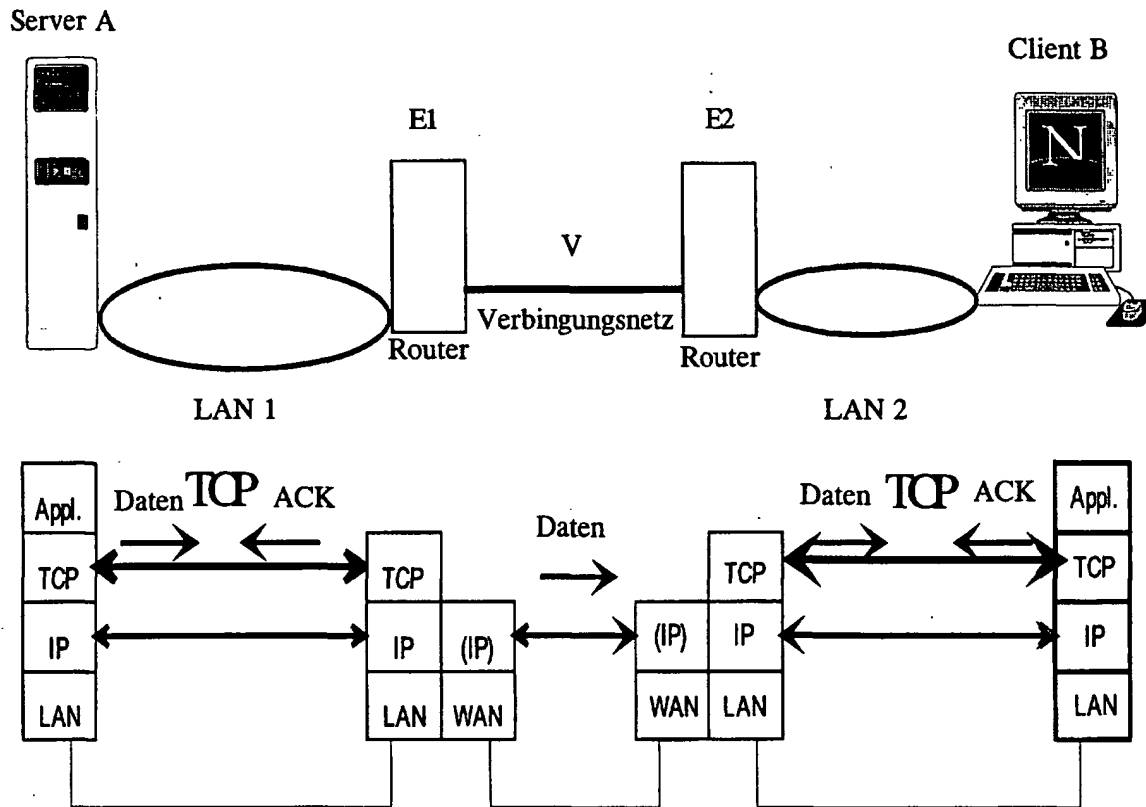 Server A
Client B
E1
E2
N
V
Verbingungsnetz
Router
Router
LAN 1
LAN 2
Daten TCP ACK
Daten
Daten TCP ACK
Appl.
TCP
IP
LAN
TCP
IP
(IP)
LAN
WAN
TCP
(IP)
IP
WAN
LAN
Appl.
TCP
IP
LAN